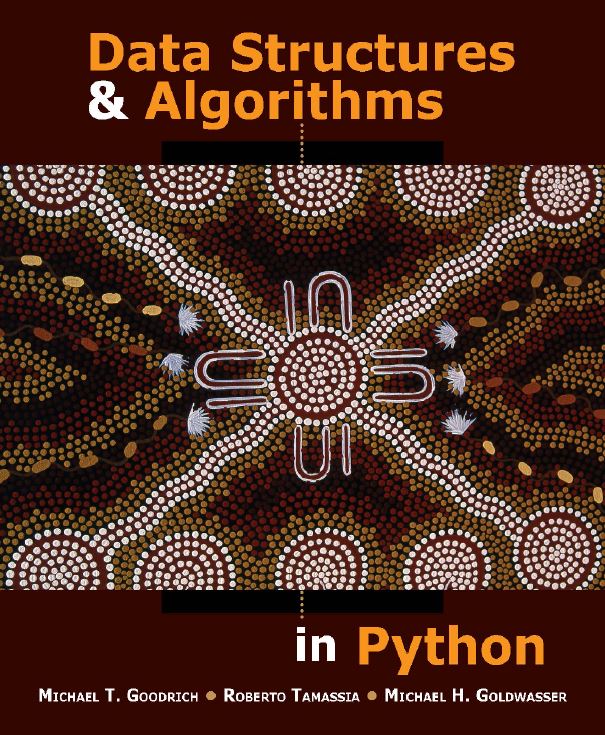 Data Structures
& Algorithms
in Python
MICHAEL T. GOODRICH • ROBERTO TAMASSIA • MICHAEL H. GOLDWASSER